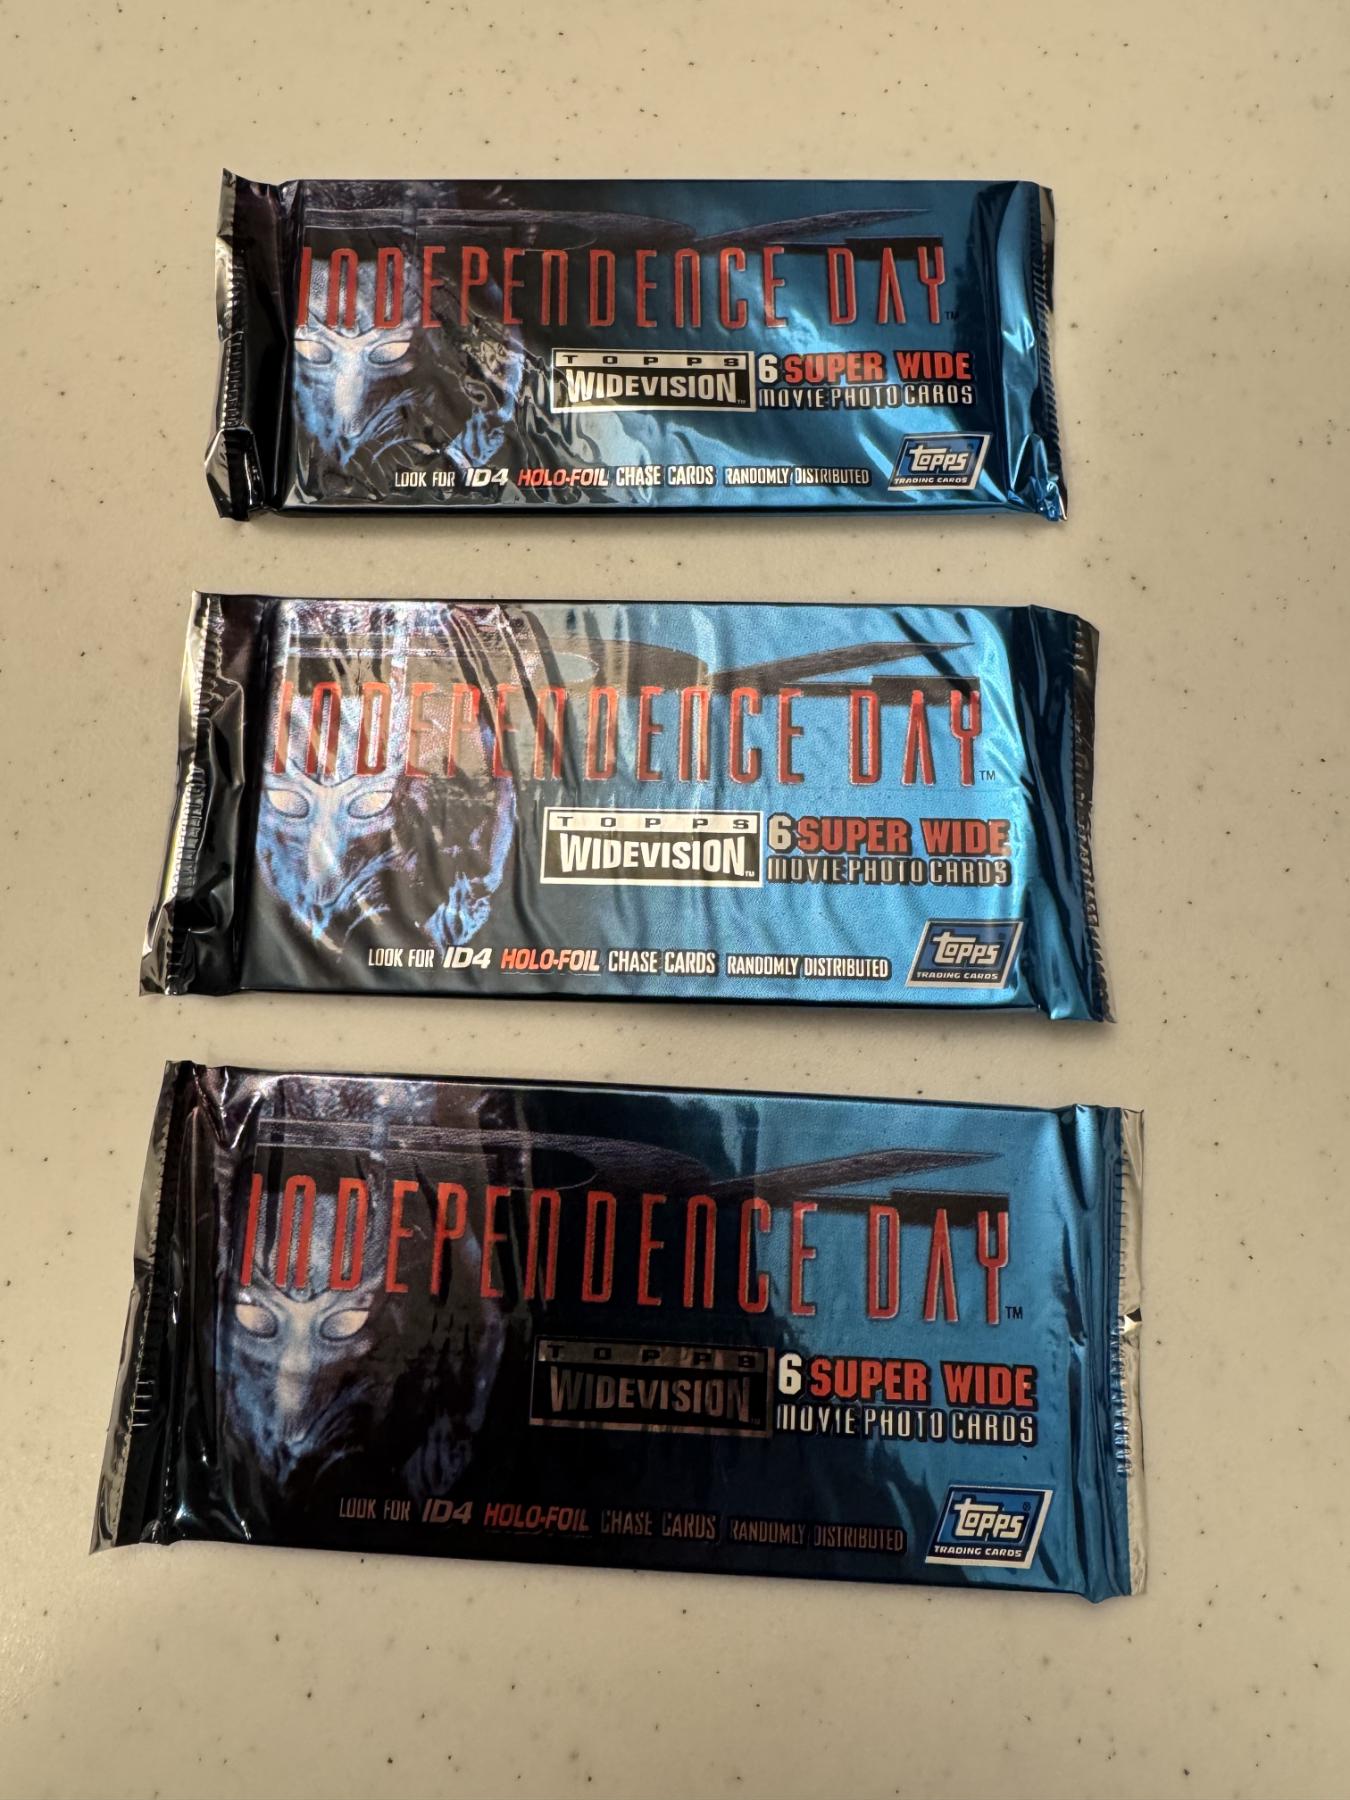 INDEPENDENCE DAY™
TOPPS
WIDEVISION™
6 SUPER WIDE
MOVIE PHOTO CARDS
LOOK FOR ID4 HOLO-FOIL CHASE CARDS RANDOMLY DISTRIBUTED
Topps®
TRADING CARDS
INDEPENDENCE DAY™
TOPPS
WIDEVISION™
6 SUPER WIDE
MOVIE PHOTO CARDS
LOOK FOR ID4 HOLO-FOIL CHASE CARDS RANDOMLY DISTRIBUTED
Topps®
TRADING CARDS
INDEPENDENCE DAY™
TOPPS
WIDEVISION™
6 SUPER WIDE
MOVIE PHOTO CARDS
LOOK FOR ID4 HOLO-FOIL CHASE CARDS RANDOMLY DISTRIBUTED
Topps®
TRADING CARDS